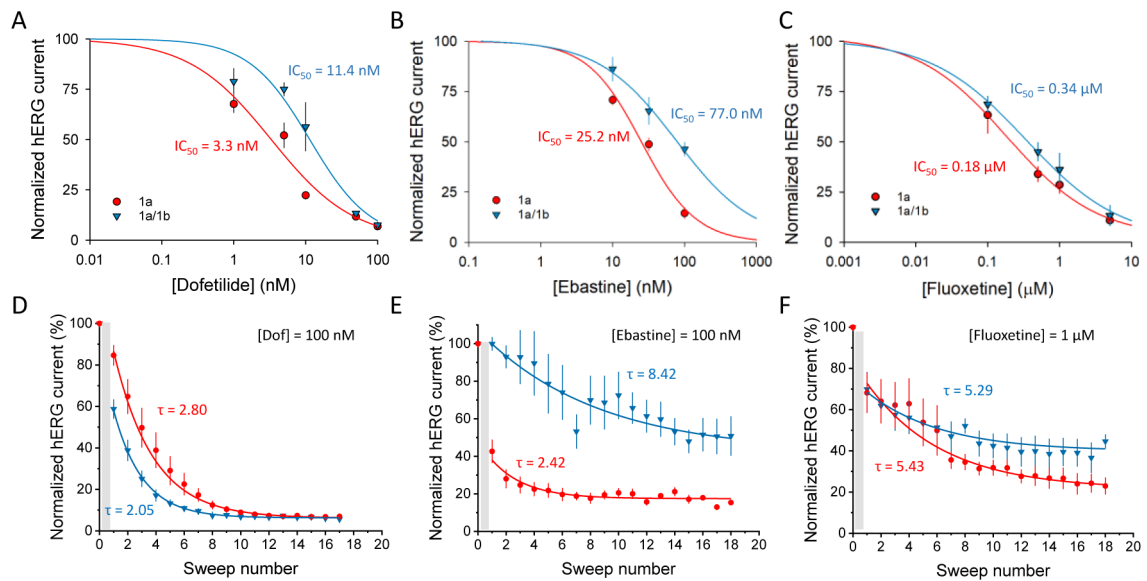 A
Normalized hERG current
100
75
50
25
0
IC50 = 11.4 nM
IC50 = 3.3 nM
1a
1a/1b
0.01
0.1
1
10
100
[Dofetilide] (nM)
B
Normalized hERG current
100
75
50
25
0
IC50 = 77.0 nM
IC50 = 25.2 nM
1a
1a/1b
0.01
0.1
1
10
100
1000
[Ebastine] (nM)
C
Normalized hERG current
100
75
50
25
0
IC50 = 0.34 µM
IC50 = 0.18 µM
1a
1a/1b
0.001
0.01
0.1
1
10
[Fluoxetine] (µM)
D
Normalized hERG current (%)
100
80
60
40
20
0
[Dof] = 100 nM
τ = 2.80
τ = 2.05
0 2 4 6 8 10 12 14 16 18 20
Sweep number
E
Normalized hERG current (%)
100
80
60
40
20
0
[Ebastine] = 100 nM
τ = 8.42
τ = 2.42
0 2 4 6 8 10 12 14 16 18 20
Sweep number
F
Normalized hERG current (%)
100
80
60
40
20
0
[Fluoxetine] = 1 µM
τ = 5.29
τ = 5.43
0 2 4 6 8 10 12 14 16 18 20
Sweep number